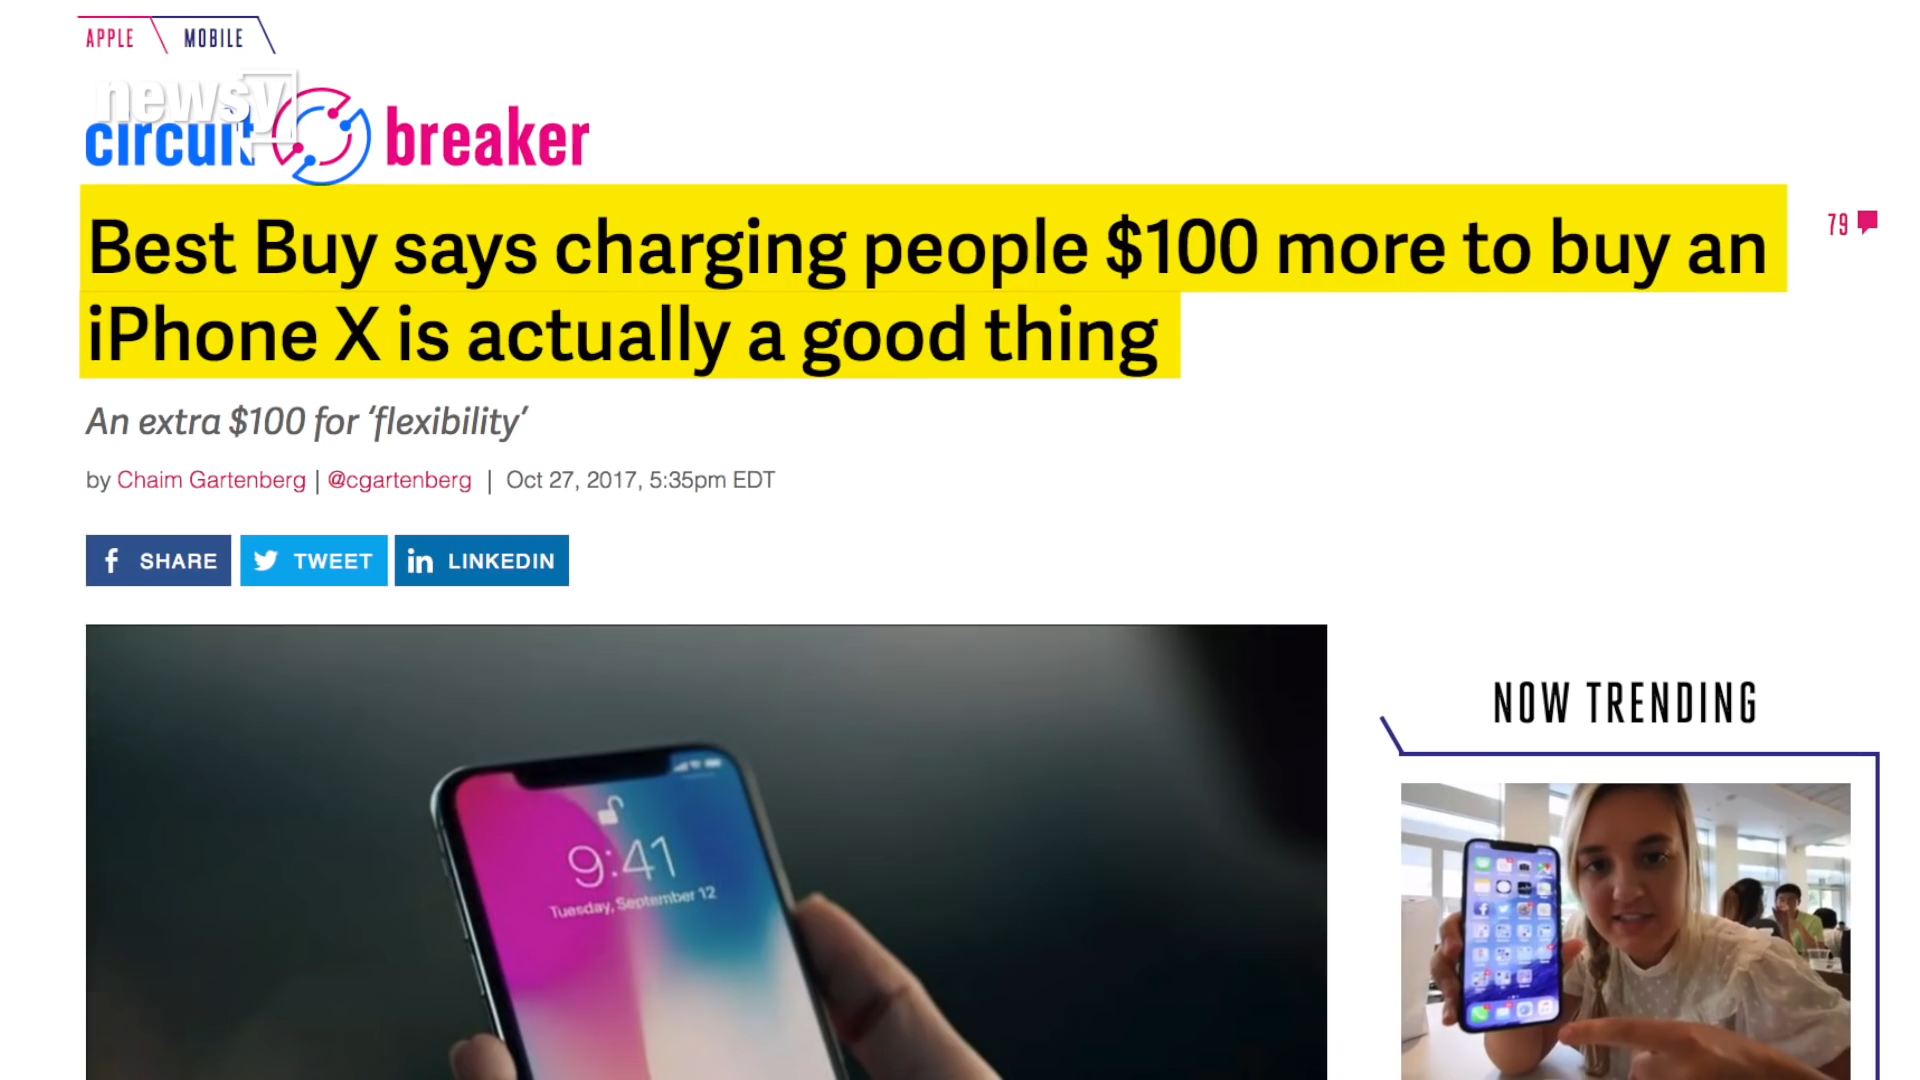 APPLE MOBILE
newsy
circuit breaker
Best Buy says charging people $100 more to buy an
iPhone X is actually a good thing
79
An extra $100 for ‘flexibility’
by Chaim Gartenberg | @cgartenberg | Oct 27, 2017, 5:35pm EDT
f SHARE TWEET in LINKEDIN
NOW TRENDING
9:41
Tuesday, September 12